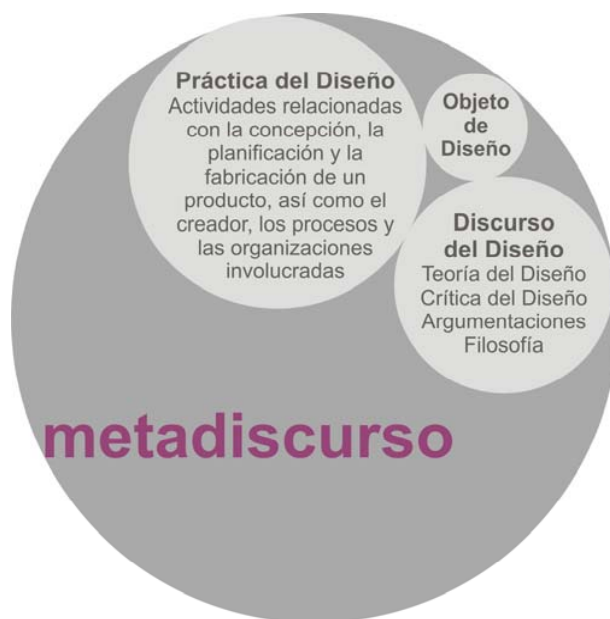 Práctica del Diseño
Actividades relacionadas
con la concepción, la
planificación y la
fabricación de un
producto, así como el
creador, los procesos y
las organizaciones
involucradas
Objeto
de
Diseño
Discurso
del Diseño
Teoría del Diseño
Crítica del Diseño
Argumentaciones
Filosofía
metadiscurso